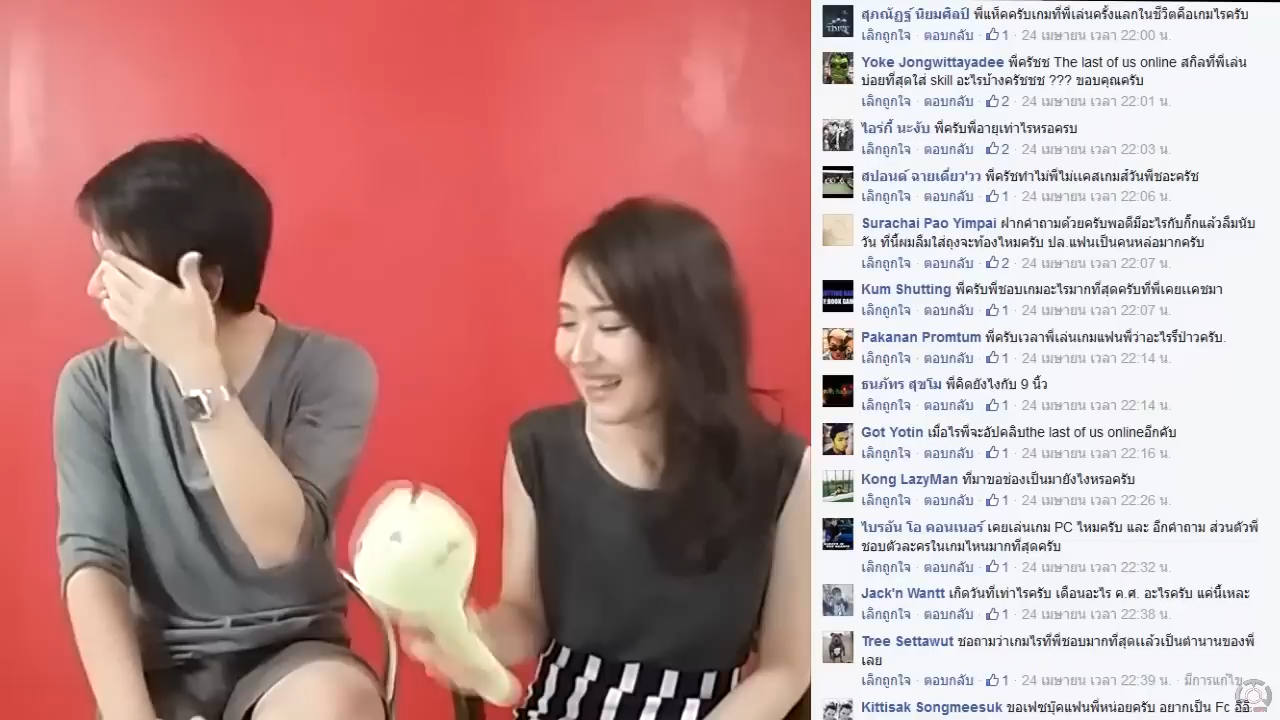 สุภณัฏฐ์ นิยมศิลป์ พี่แท็คครับเกมที่พี่เล่นครั้งแลกในชีวิตคือเกมไรครับ
เลิกถูกใจ · ตอบกลับ · 1 · 24 เมษายน เวลา 22:00 น.
Yoke Jongwittayadee พี่ครัชช The last of us online สกิลที่พี่เล่น
บ่อยที่สุดใส่ skill อะไรบ้างครัชชช ??? ขอบคุณครับ
เลิกถูกใจ · ตอบกลับ · 2 · 24 เมษายน เวลา 22:01 น.
ไอร์กี้ นะงับ พี่ครับพี่อายุเท่าไรหรอครบ
เลิกถูกใจ · ตอบกลับ · 2 · 24 เมษายน เวลา 22:03 น.
สปอนด์ ฉายเดี่ยว'วว พี่ครัชทำไมพี่ไม่แคสเกมส์วันพีชอะครัช
เลิกถูกใจ · ตอบกลับ · 1 · 24 เมษายน เวลา 22:06 น.
Surachai Pao Yimpai ฝากคำถามด้วยครับพอดีมีอะไรกับกิ๊กแล้วลืมนับ
วัน ทีนี้ผมลืมใส่ถุงจะท้องไหมครับ ปล.แฟนเป็นคนหล่อมากครับ
เลิกถูกใจ · ตอบกลับ · 2 · 24 เมษายน เวลา 22:07 น.
Kum Shutting พี่ครับพี่ชอบเกมอะไรมากที่สุดครับที่พี่เคยแคชมา
เลิกถูกใจ · ตอบกลับ · 1 · 24 เมษายน เวลา 22:07 น.
Pakanan Promtum พี่ครับเวลาพี่เล่นเกมแฟนพี่ว่าอะไรรึป่าวครับ.
เลิกถูกใจ · ตอบกลับ · 1 · 24 เมษายน เวลา 22:14 น.
ธนภัทร สุขโม พี่คิดยังไงกับ 9 นิ้ว
เลิกถูกใจ · ตอบกลับ · 1 · 24 เมษายน เวลา 22:14 น.
Got Yotin เมื่อไรพี่จะอัปคลิบthe last of us onlineอีกคับ
เลิกถูกใจ · ตอบกลับ · 1 · 24 เมษายน เวลา 22:16 น.
Kong LazyMan ที่มาขอช่องเป็นมายังไงหรอครับ
เลิกถูกใจ · ตอบกลับ · 1 · 24 เมษายน เวลา 22:26 น.
ไบรอัน โอ คอนเนอร์ เคยเล่นเกม PC ไหมครับ และ อีกคำถาม ส่วนตัวพี่
ชอบตัวละครในเกมไหนมากที่สุดครับ
เลิกถูกใจ · ตอบกลับ · 1 · 24 เมษายน เวลา 22:32 น.
Jack'n Wantt เกิดวันที่เท่าไรครับ เดือนอะไร ค.ศ. อะไรครับ แค่นี้เหละ
เลิกถูกใจ · ตอบกลับ · 1 · 24 เมษายน เวลา 22:38 น.
Tree Settawut ขอถามว่าเกมไรที่พี่ชอบมากที่สุดแล้วเป็นตำนานของพี่
เลย
เลิกถูกใจ · ตอบกลับ · 1 · 24 เมษายน เวลา 22:39 น. · มีการแก้ไข
Kittisak Songmeesuk ขอเฟซบุ๊คแฟนพี่หน่อยครับ อยากเป็น Fc